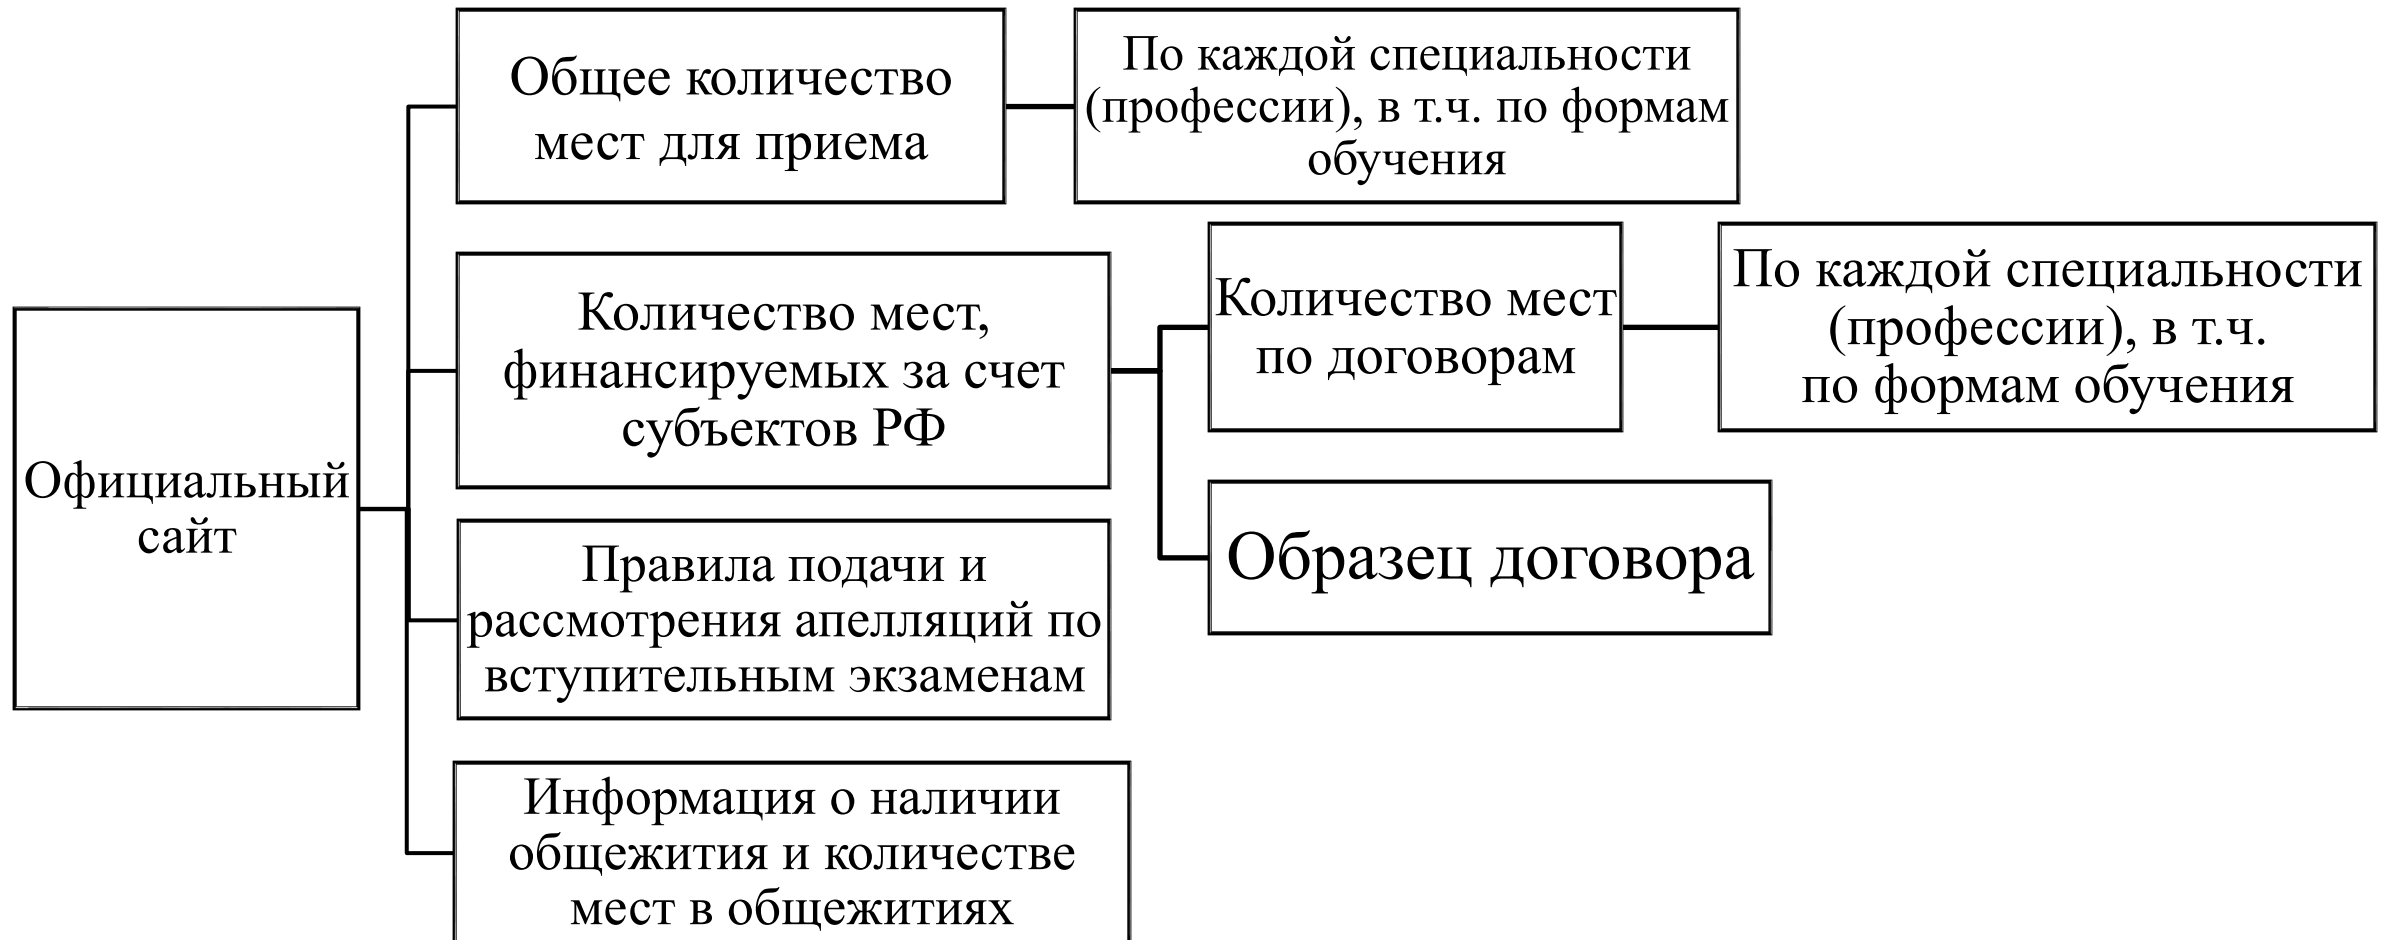 Официальный
сайт
Общее количество
мест для приема
По каждой специальности
(профессии), в т.ч. по формам
обучения
Количество мест,
финансируемых за счет
субъектов РФ
Количество мест
по договорам
По каждой специальности
(профессии), в т.ч.
по формам обучения
Образец договора
Правила подачи и
рассмотрения апелляций по
вступительным экзаменам
Информация о наличии
общежития и количестве
мест в общежитиях